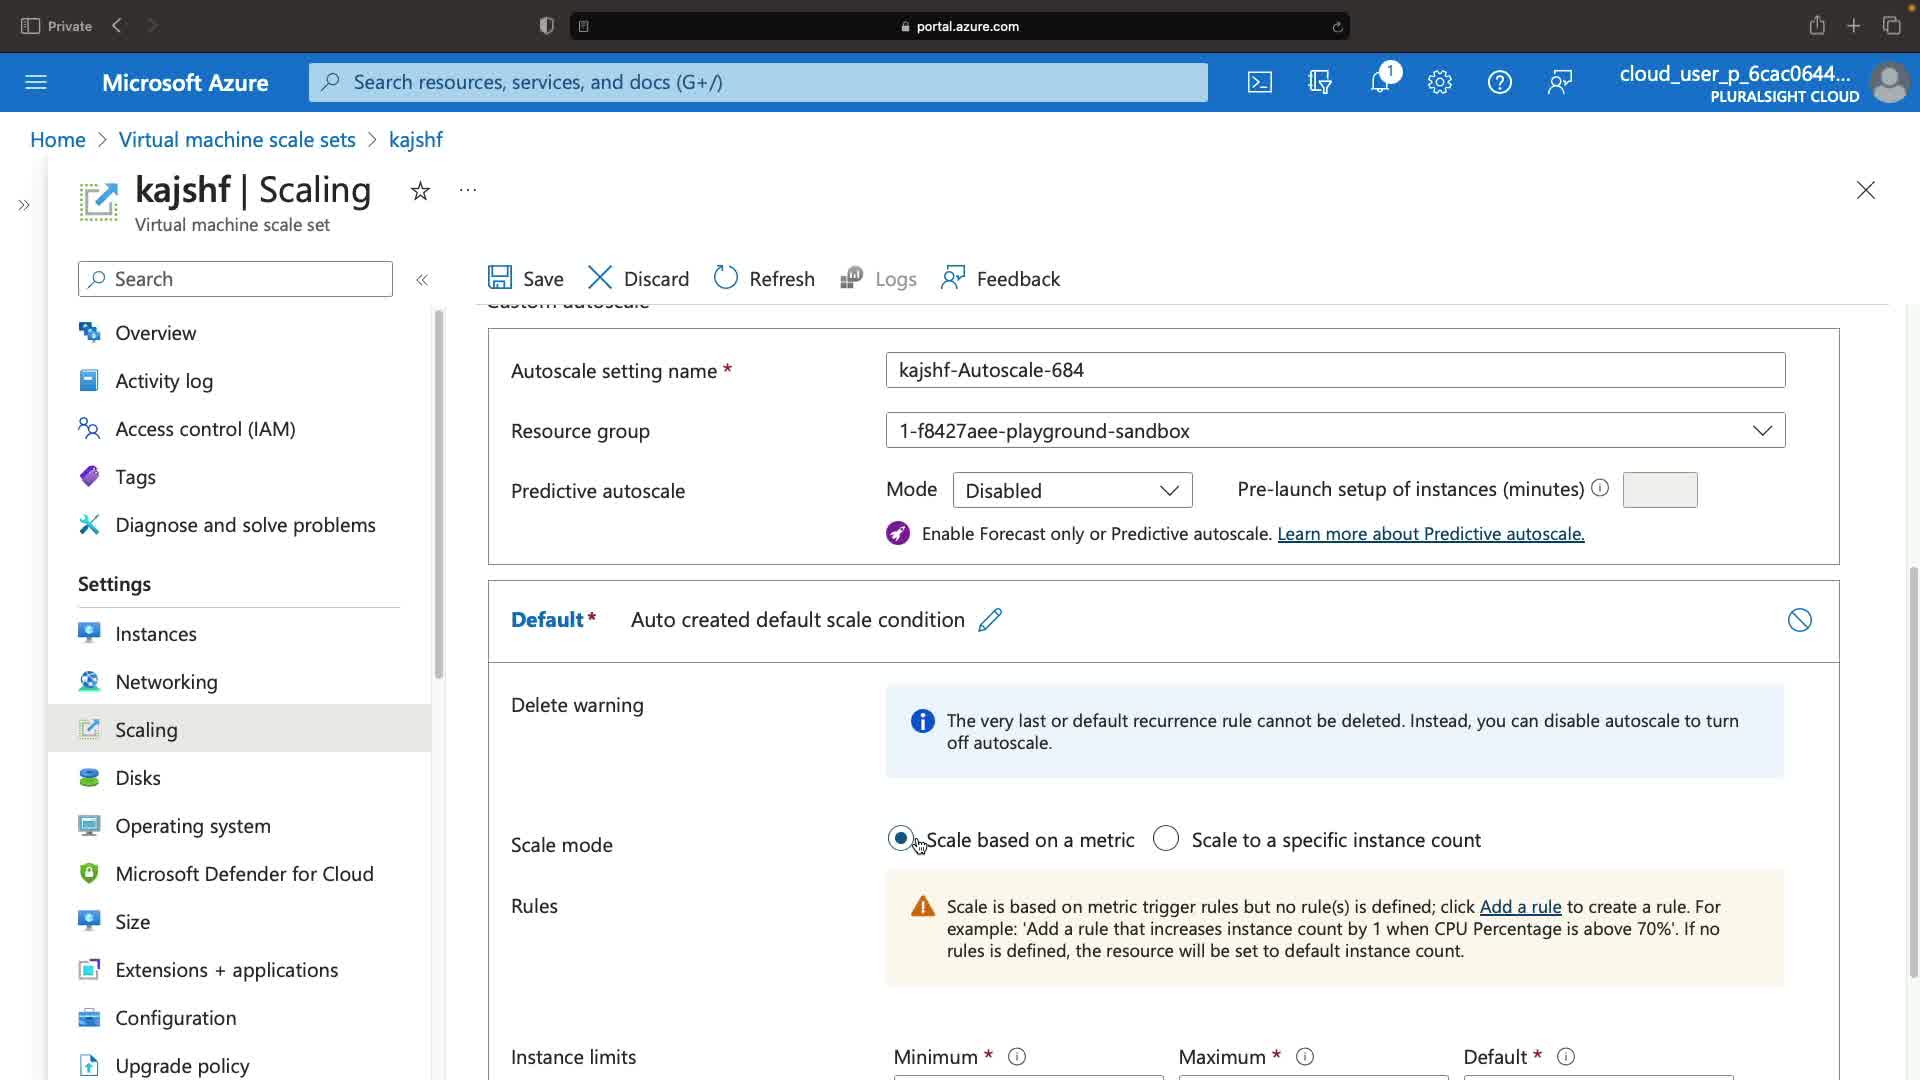 Private
portal.azure.com
Microsoft Azure
Search resources, services, and docs (G+/)
1
cloud_user_p_6cac0644...
PLURALSIGHT CLOUD
Home > Virtual machine scale sets > kajshf
kajshf | Scaling
Virtual machine scale set
Search
Save
Discard
Refresh
Logs
Feedback
Overview
Activity log
Access control (IAM)
Tags
Diagnose and solve problems
Settings
Instances
Networking
Scaling
Disks
Operating system
Microsoft Defender for Cloud
Size
Extensions + applications
Configuration
Upgrade policy
Custom autoscale
Autoscale setting name *
kajshf-Autoscale-684
Resource group
1-f8427aee-playground-sandbox
Predictive autoscale
Mode
Disabled
Pre-launch setup of instances (minutes)
Enable Forecast only or Predictive autoscale. Learn more about Predictive autoscale.
Default* Auto created default scale condition
Delete warning
The very last or default recurrence rule cannot be deleted. Instead, you can disable autoscale to turn
off autoscale.
Scale mode
Scale based on a metric
Scale to a specific instance count
Rules
Scale is based on metric trigger rules but no rule(s) is defined; click Add a rule to create a rule. For
example: 'Add a rule that increases instance count by 1 when CPU Percentage is above 70%'. If no
rules is defined, the resource will be set to default instance count.
Instance limits
Minimum *
Maximum *
Default *